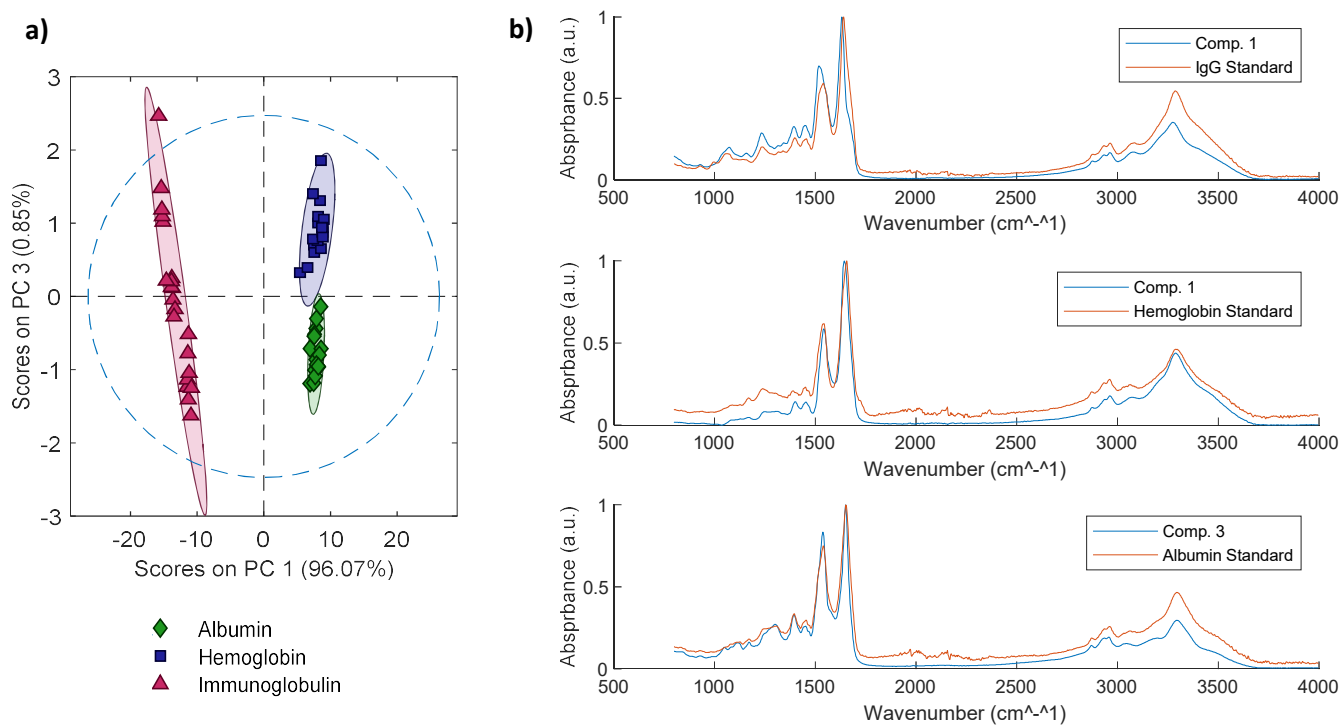 a)
3
2
1
0
-1
-2
-3
Scores on PC 3 (0.85%)
-20 -10 0 10 20
Scores on PC 1 (96.07%)
Albumin
Hemoglobin
Immunoglobulin
b)
1
0.5
0
Absprbance (a.u.)
Comp. 1
IgG Standard
500 1000 1500 2000 2500 3000 3500 4000
Wavenumber (cm^-^1)
1
0.5
0
Absprbance (a.u.)
Comp. 1
Hemoglobin Standard
500 1000 1500 2000 2500 3000 3500 4000
Wavenumber (cm^-^1)
1
0.5
0
Absprbance (a.u.)
Comp. 3
Albumin Standard
500 1000 1500 2000 2500 3000 3500 4000
Wavenumber (cm^-^1)